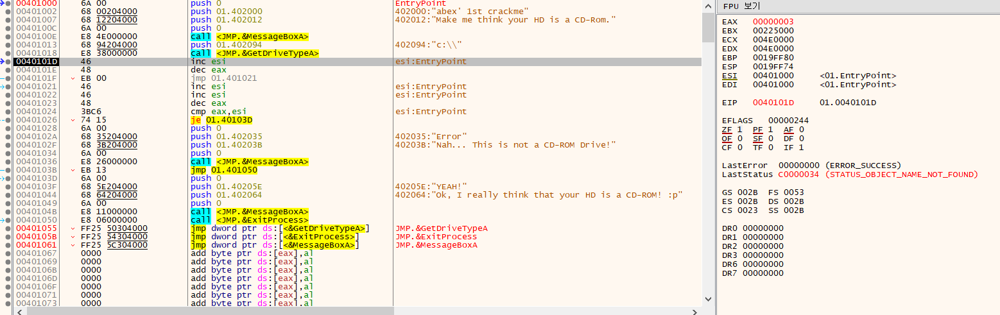 00401000 6A 00 push 0 EntryPoint
00401002 68 00204000 push 01.402000 402000:"abex' 1st crackme"
00401007 68 12204000 push 01.402012 402012:"Make me think your HD is a CD-Rom."
0040100C 6A 00 push 0
0040100E E8 4E000000 call <JMP.&MessageBoxA>
00401013 68 94204000 push 01.402094 402094:"c:\\"
00401018 E8 38000000 call <JMP.&GetDriveTypeA>
0040101D 46 inc esi esi:EntryPoint
0040101E 48 dec eax
0040101F EB 00 jmp 01.401021
00401021 46 inc esi esi:EntryPoint
00401022 46 inc esi esi:EntryPoint
00401023 48 dec eax
00401024 3BC6 cmp eax,esi esi:EntryPoint
00401026 74 15 je 01.40103D
00401028 6A 00 push 0
0040102A 68 35204000 push 01.402035 402035:"Error"
0040102F 68 3B204000 push 01.40203B 40203B:"Nah... This is not a CD-ROM Drive!"
00401034 6A 00 push 0
00401036 E8 26000000 call <JMP.&MessageBoxA>
0040103B EB 13 jmp 01.401050
0040103D 6A 00 push 0
0040103F 68 5E204000 push 01.40205E 40205E:"YEAH!"
00401044 68 64204000 push 01.402064 402064:"Ok, I really think that your HD is a CD-ROM! :p"
00401049 6A 00 push 0
0040104B E8 11000000 call <JMP.&MessageBoxA>
00401050 E8 06000000 call <JMP.&ExitProcess>
00401055 FF25 50304000 jmp dword ptr ds:[<&GetDriveTypeA>] JMP.&GetDriveTypeA
0040105B FF25 54304000 jmp dword ptr ds:[<&ExitProcess>] JMP.&ExitProcess
00401061 FF25 5C304000 jmp dword ptr ds:[<&MessageBoxA>] JMP.&MessageBoxA
00401067 0000 add byte ptr ds:[eax],al
00401069 0000 add byte ptr ds:[eax],al
0040106B 0000 add byte ptr ds:[eax],al
0040106D 0000 add byte ptr ds:[eax],al
0040106F 0000 add byte ptr ds:[eax],al
00401071 0000 add byte ptr ds:[eax],al
00401073 0000 add byte ptr ds:[eax],al
FPU 보기
EAX 00000003
EBX 00225000
ECX 004E0000
EDX 004E0000
EBP 0019FF80
ESP 0019FF74
ESI 00401000 <01.EntryPoint>
EDI 00401000 <01.EntryPoint>
EIP 0040101D 01.0040101D
EFLAGS 00000244
ZF 1 PF 1 AF 0
OF 0 SF 0 DF 0
CF 0 TF 0 IF 1
LastError 00000000 (ERROR_SUCCESS)
LastStatus C0000034 (STATUS_OBJECT_NAME_NOT_FOUND)
GS 002B FS 0053
ES 002B DS 002B
CS 0023 SS 002B
DR0 00000000
DR1 00000000
DR2 00000000
DR3 00000000
DR6 00000000
DR7 00000000